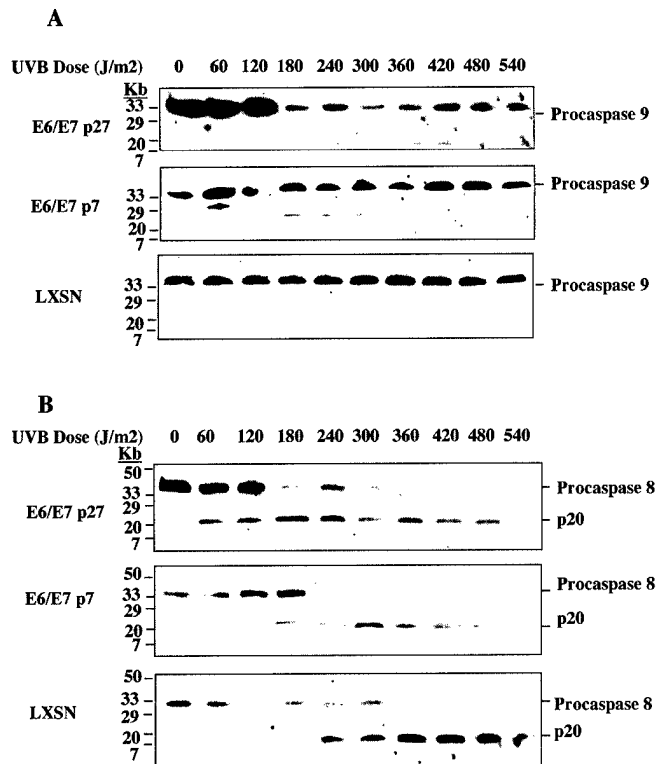 A
UVB Dose (J/m2) 0 60 120 180 240 300 360 420 480 540
Kb
33
29
20
7
E6/E7 p27
Procaspase 9
33
29
20
7
E6/E7 p7
Procaspase 9
33
29
20
7
LXSN
Procaspase 9
B
UVB Dose (J/m2) 0 60 120 180 240 300 360 420 480 540
Kb
50
33
29
20
7
E6/E7 p27
Procaspase 8
p20
50
33
29
20
7
E6/E7 p7
Procaspase 8
p20
50
33
29
20
7
LXSN
Procaspase 8
p20